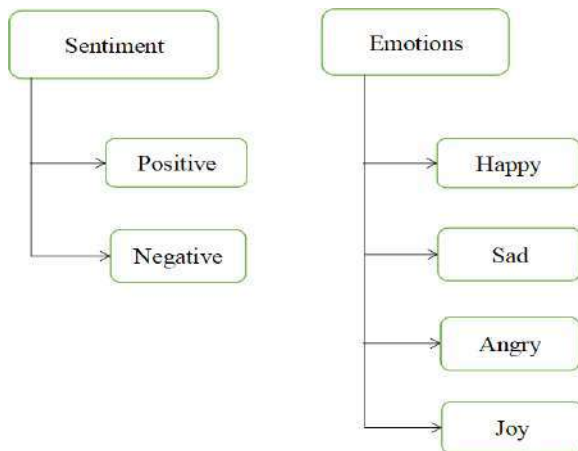 Sentiment
Positive
Negative
Emotions
Happy
Sad
Angry
Joy